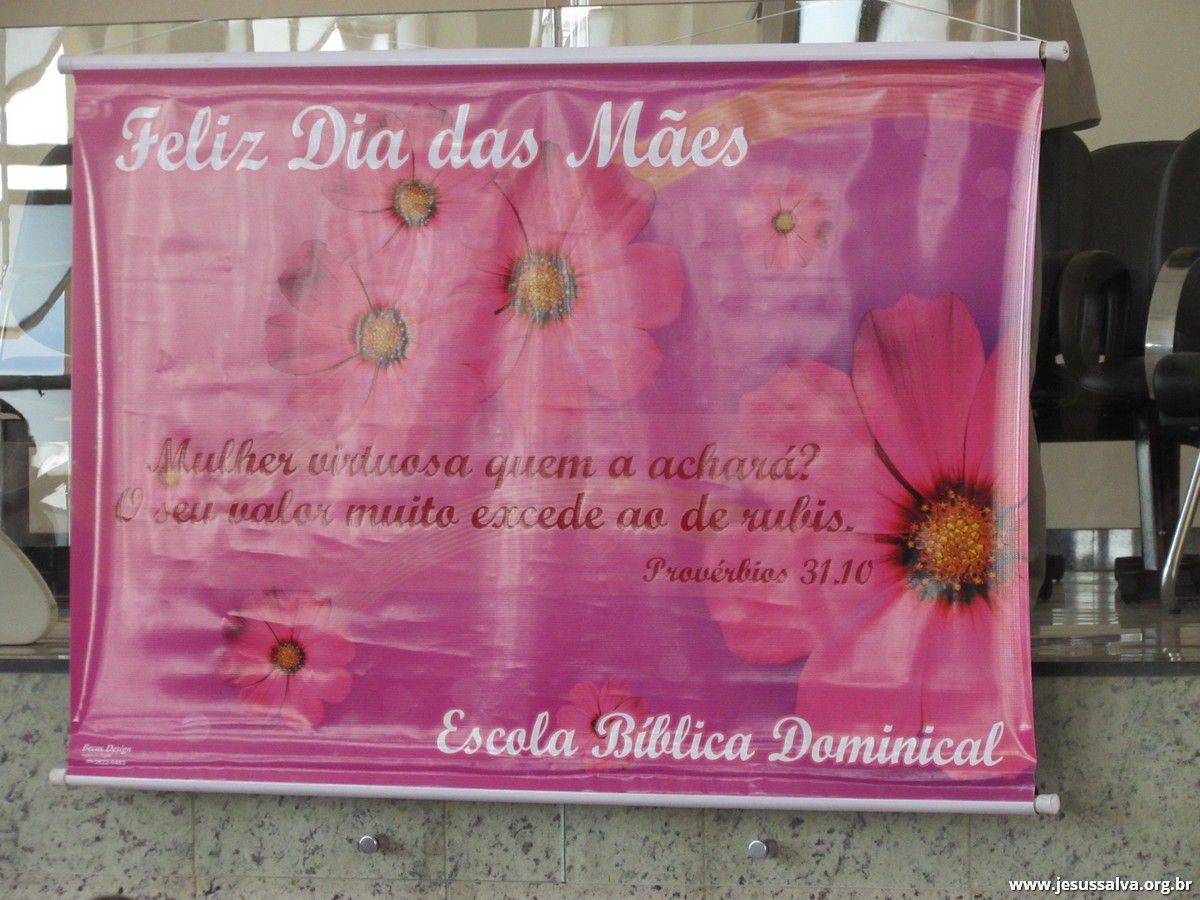 Feliz Dia das Mães
Mulher virtuosa quem a achará?
O seu valor muito excede ao de rubis.
Provérbios 31.10
Escola Bíblica Dominical
www.jesussalva.org.br